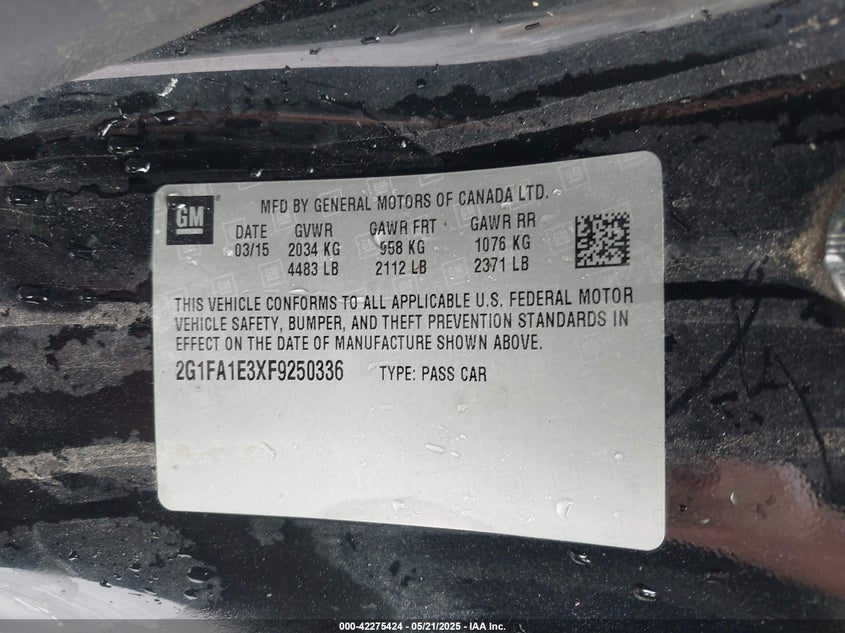 GM
MFD BY GENERAL MOTORS OF CANADA LTD.
DATE GVWR GAWR FRT GAWR RR
03/15 2034 KG 958 KG 1076 KG
4483 LB 2112 LB 2371 LB
THIS VEHICLE CONFORMS TO ALL APPLICABLE U.S. FEDERAL MOTOR
VEHICLE SAFETY, BUMPER, AND THEFT PREVENTION STANDARDS IN
EFFECT ON THE DATE OF MANUFACTURE SHOWN ABOVE.
2G1FA1E3XF9250336 TYPE: PASS CAR
000-42275424 - 05/21/2025 - IAA Inc.